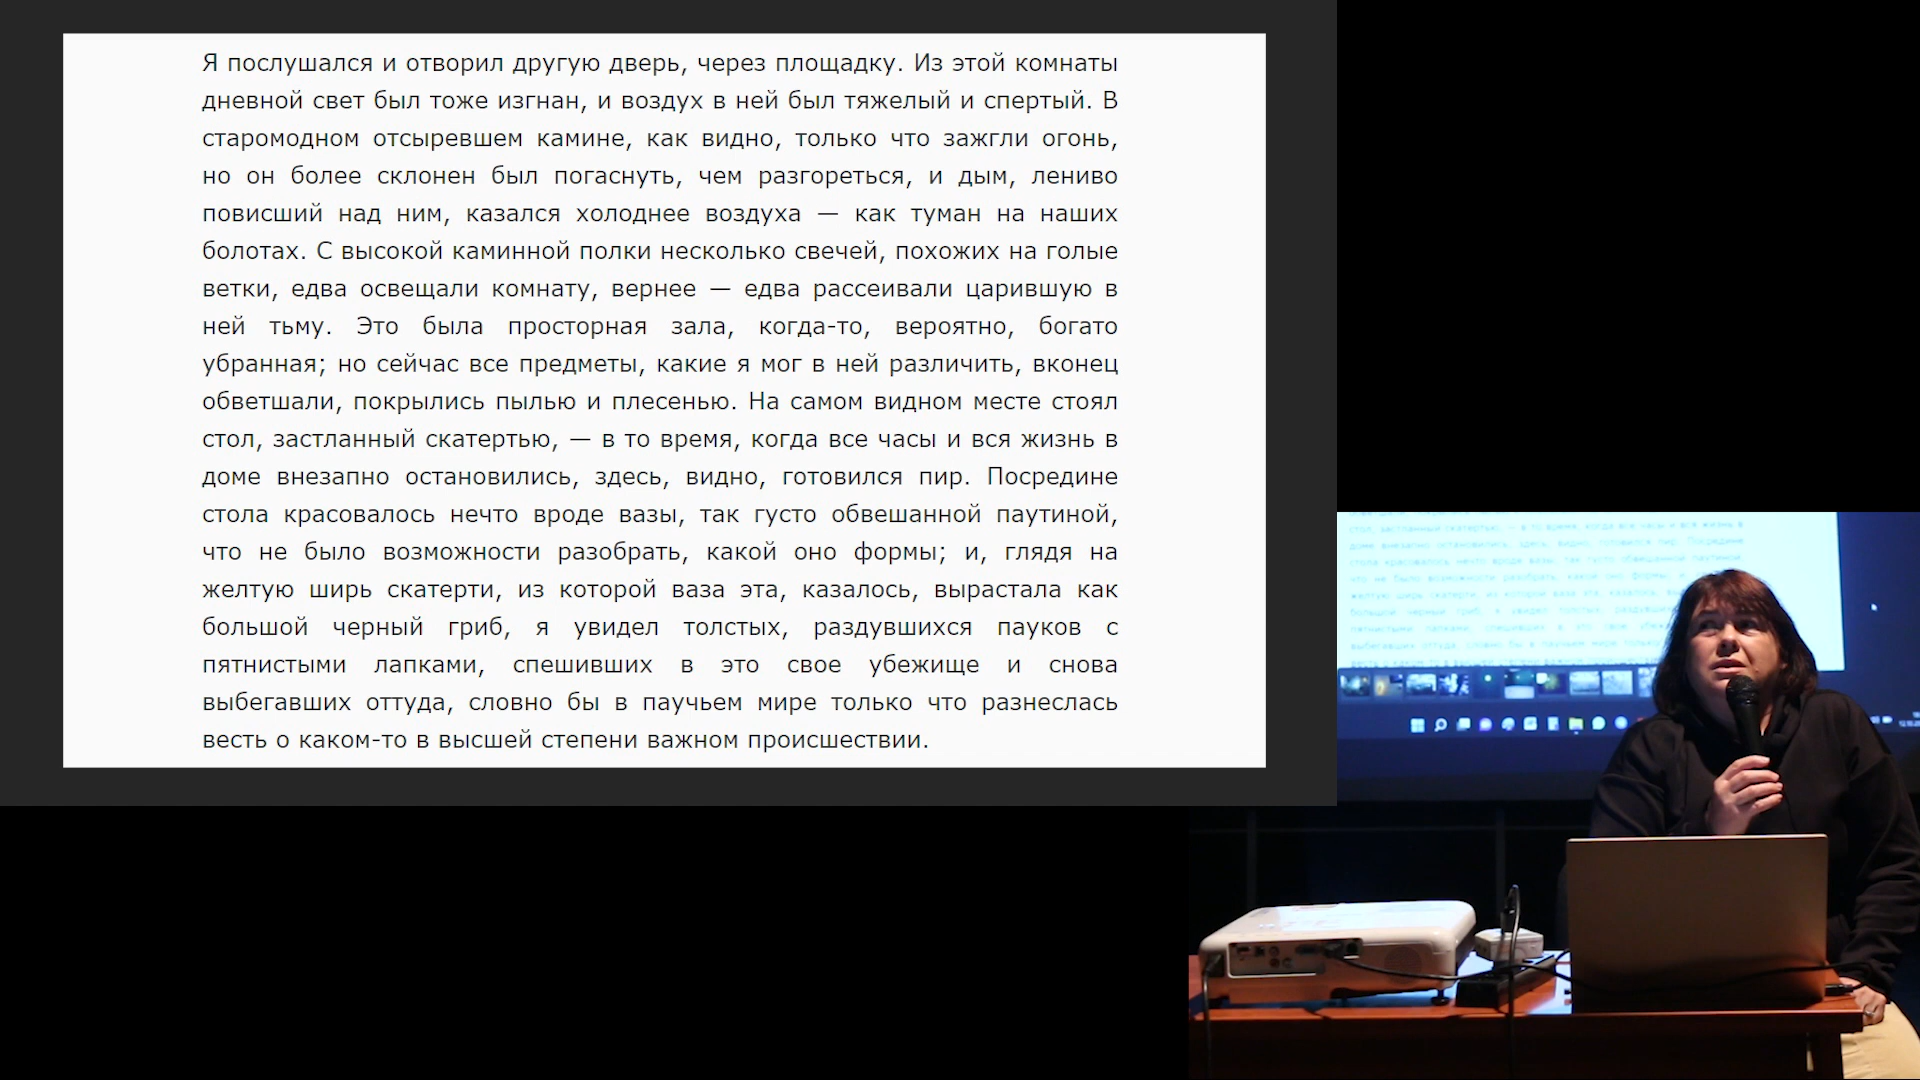 Я послушался и отворил другую дверь, через площадку. Из этой комнаты
дневной свет был тоже изгнан, и воздух в ней был тяжелый и спертый. В
старомодном отсыревшем камине, как видно, только что зажгли огонь,
но он более склонен был погаснуть, чем разгореться, и дым, лениво
повисший над ним, казался холоднее воздуха — как туман на наших
болотах. С высокой каминной полки несколько свечей, похожих на голые
ветки, едва освещали комнату, вернее — едва рассеивали царившую в
ней тьму. Это была просторная зала, когда-то, вероятно, богато
убранная; но сейчас все предметы, какие я мог в ней различить, вконец
обветшали, покрылись пылью и плесенью. На самом видном месте стоял
стол, застланный скатертью, — в то время, когда все часы и вся жизнь в
доме внезапно остановились, здесь, видно, готовился пир. Посредине
стола красовалось нечто вроде вазы, так густо обвешанной паутиной,
что не было возможности разобрать, какой оно формы; и, глядя на
желтую ширь скатерти, из которой ваза эта, казалось, вырастала как
большой черный гриб, я увидел толстых, раздувшихся пауков с
пятнистыми лапками, спешивших в это свое убежище и снова
выбегавших оттуда, словно бы в паучьем мире только что разнеслась
весть о каком-то в высшей степени важном происшествии.